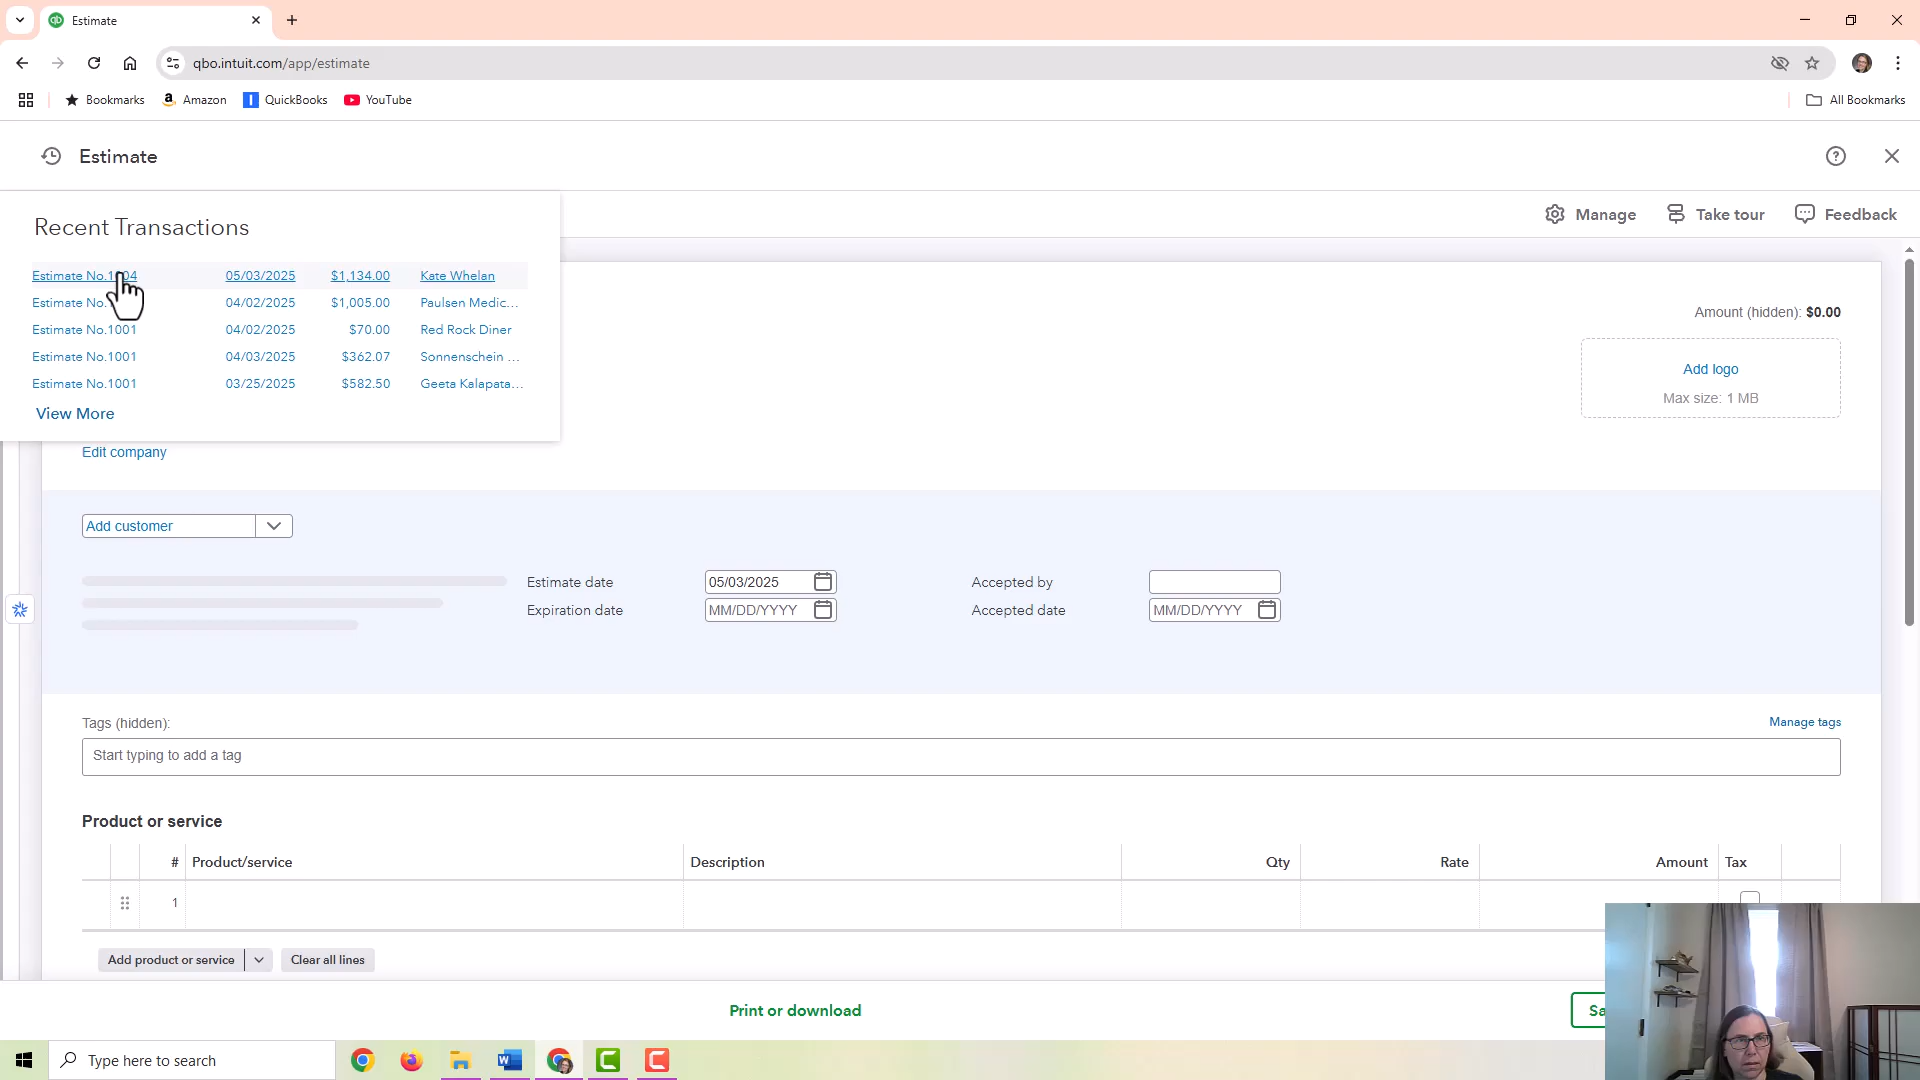 Estimate
qbo.intuit.com/app/estimate
Bookmarks Amazon QuickBooks YouTube All Bookmarks
Estimate
Recent Transactions
Manage Take tour Feedback
Estimate 05/03/2025 $1,134.00 Kate Whelan
Estimate 04/02/2025 $1,005.00 Paulsen Medic...
Estimate No.1001 04/02/2025 $70.00 Red Rock Diner
Estimate No.1001 04/03/2025 $362.07 Sonnenschein ...
Estimate No.1001 03/25/2025 $582.50 Geeta Kalapata...
View More
Amount (hidden): $0.00
Add logo
Max size: 1 MB
Edit company
Add customer
Estimate date 05/03/2025 Accepted by
Expiration date MM/DD/YYYY Accepted date MM/DD/YYYY
Tags (hidden): Manage tags
Start typing to add a tag
Product or service
# Product/service Description Qty Rate Amount Tax
1
Add product or service Clear all lines
Print or download
Type here to search